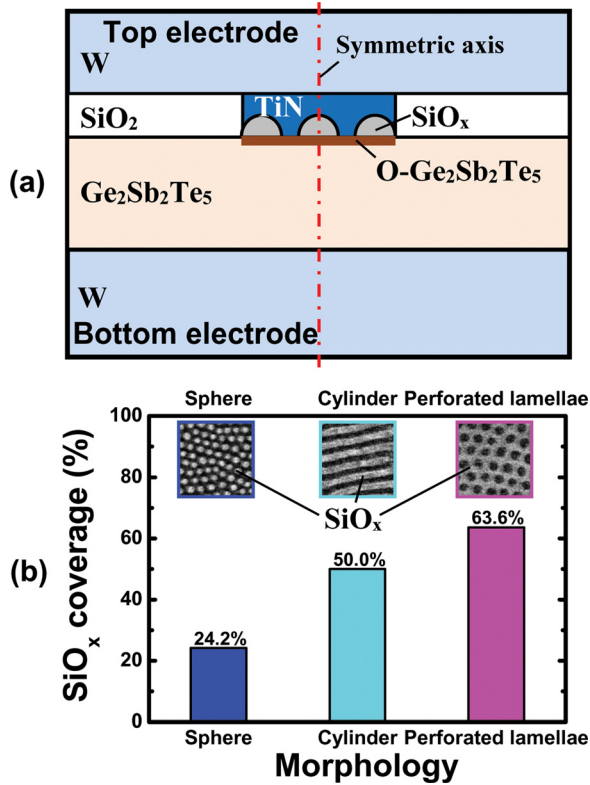 Top electrode
W
Symmetric axis
TiN
SiO₂
SiOₓ
O-Ge₂Sb₂Te₅
(a)
Ge₂Sb₂Te₅
W
Bottom electrode
Sphere Cylinder Perforated lamellae
100
80
SiOₓ
63.6%
60
(b)
50.0%
SiOₓ coverage (%)
40
24.2%
20
0
Sphere Cylinder Perforated lamellae
Morphology